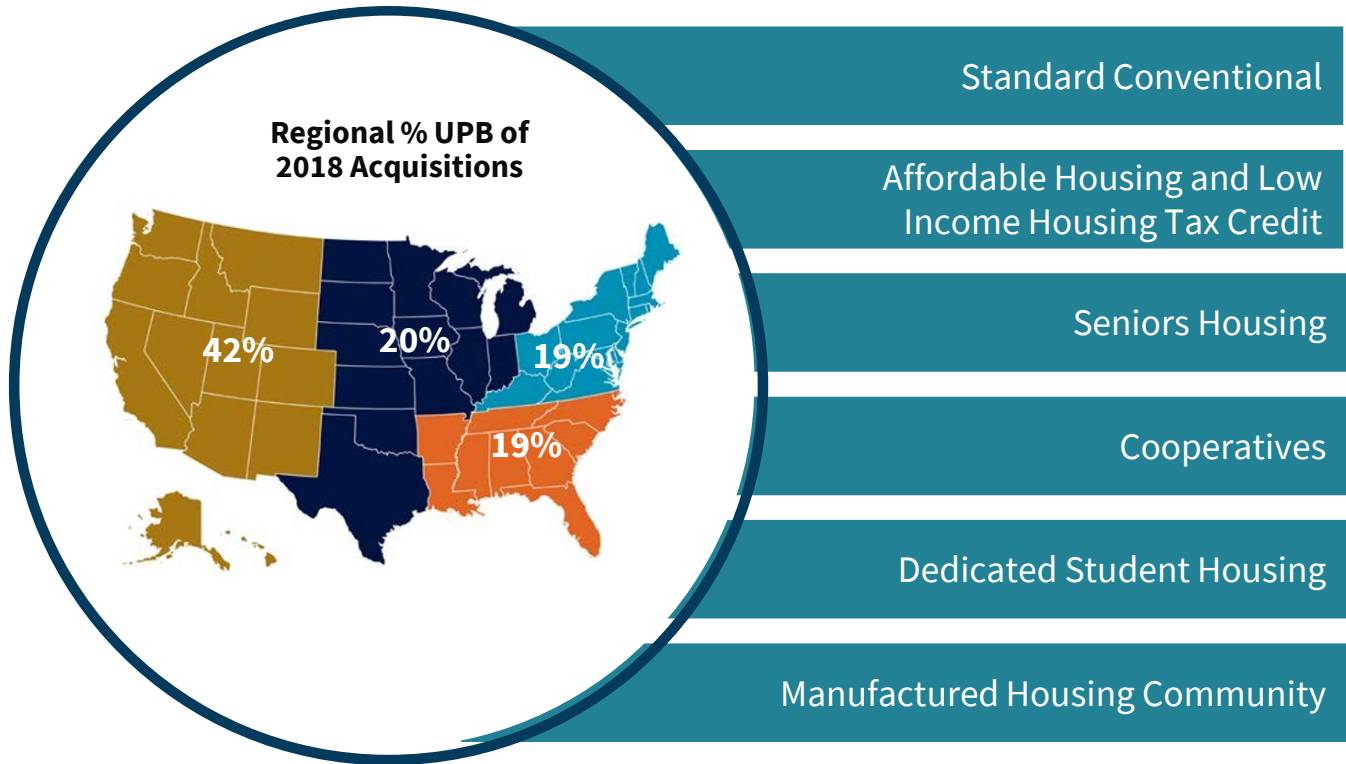 Regional % UPB of
2018 Acquisitions
42%
20%
19%
19%
Standard Conventional
Affordable Housing and Low
Income Housing Tax Credit
Seniors Housing
Cooperatives
Dedicated Student Housing
Manufactured Housing Community